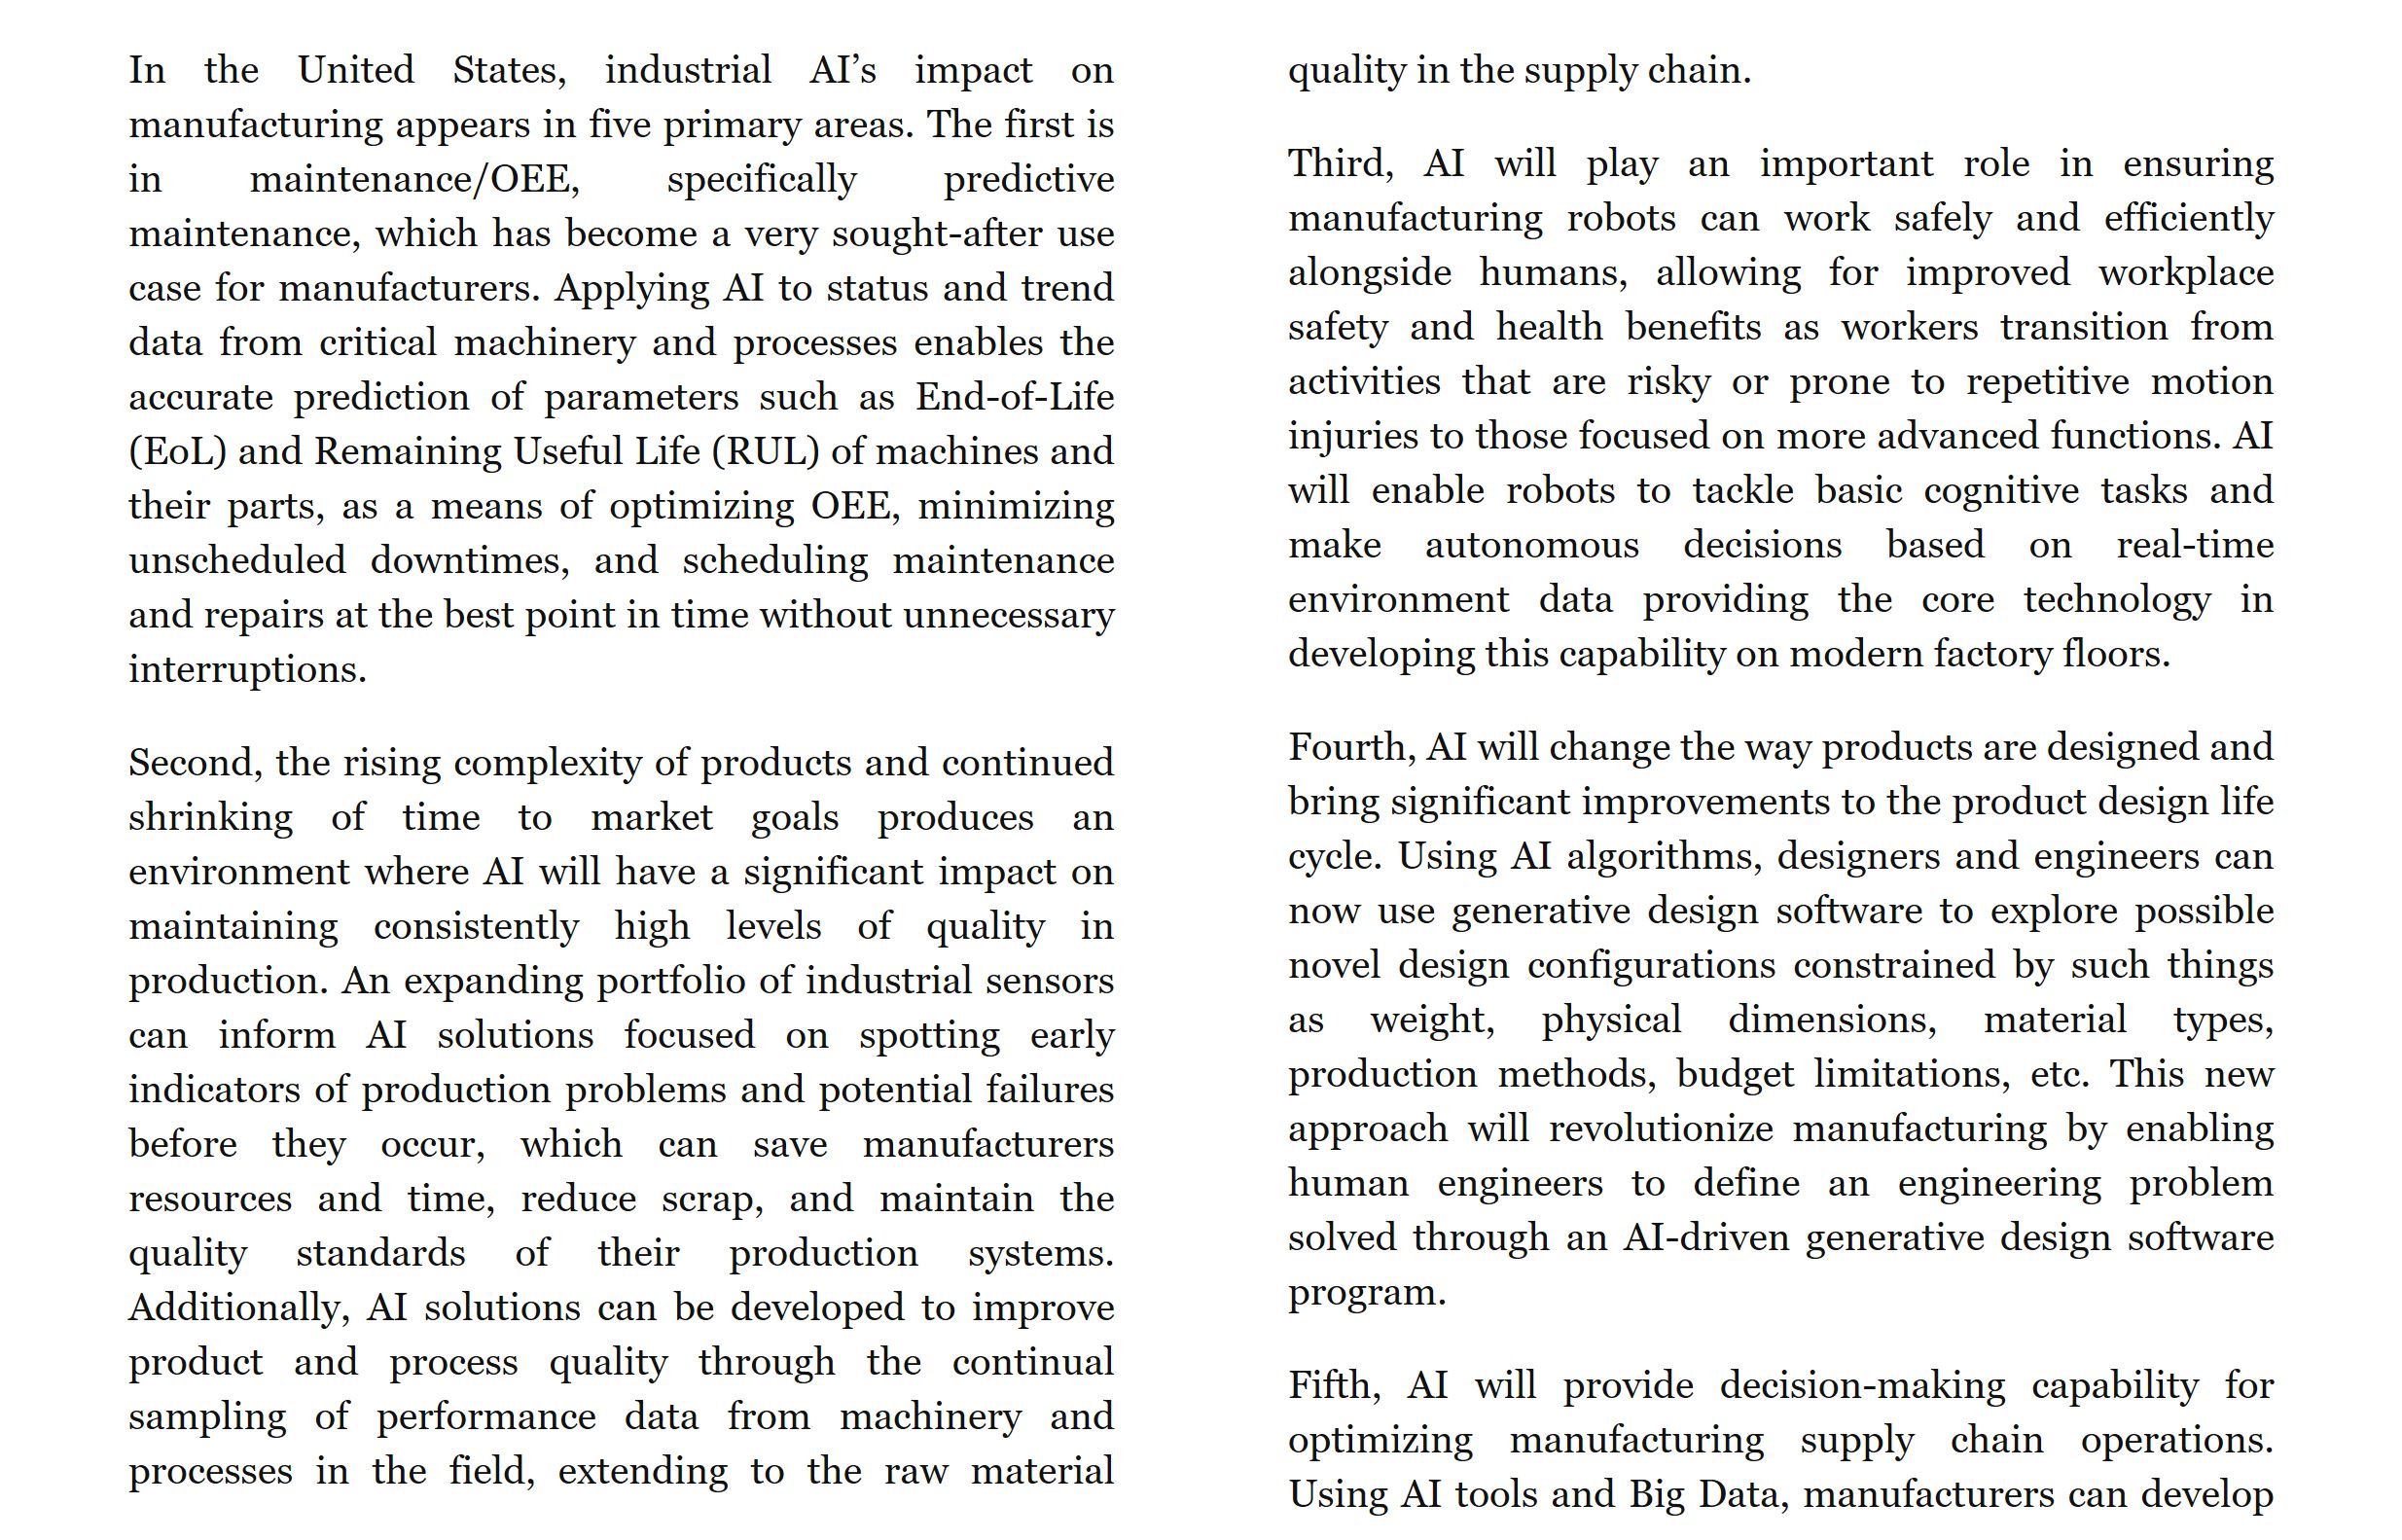 In the United States, industrial AI’s impact on
manufacturing appears in five primary areas. The first is
in maintenance/OEE, specifically predictive
maintenance, which has become a very sought-after use
case for manufacturers. Applying AI to status and trend
data from critical machinery and processes enables the
accurate prediction of parameters such as End-of-Life
(EoL) and Remaining Useful Life (RUL) of machines and
their parts, as a means of optimizing OEE, minimizing
unscheduled downtimes, and scheduling maintenance
and repairs at the best point in time without unnecessary
interruptions.
Second, the rising complexity of products and continued
shrinking of time to market goals produces an
environment where AI will have a significant impact on
maintaining consistently high levels of quality in
production. An expanding portfolio of industrial sensors
can inform AI solutions focused on spotting early
indicators of production problems and potential failures
before they occur, which can save manufacturers
resources and time, reduce scrap, and maintain the
quality standards of their production systems.
Additionally, AI solutions can be developed to improve
product and process quality through the continual
sampling of performance data from machinery and
processes in the field, extending to the raw material
quality in the supply chain.
Third, AI will play an important role in ensuring
manufacturing robots can work safely and efficiently
alongside humans, allowing for improved workplace
safety and health benefits as workers transition from
activities that are risky or prone to repetitive motion
injuries to those focused on more advanced functions. AI
will enable robots to tackle basic cognitive tasks and
make autonomous decisions based on real-time
environment data providing the core technology in
developing this capability on modern factory floors.
Fourth, AI will change the way products are designed and
bring significant improvements to the product design life
cycle. Using AI algorithms, designers and engineers can
now use generative design software to explore possible
novel design configurations constrained by such things
as weight, physical dimensions, material types,
production methods, budget limitations, etc. This new
approach will revolutionize manufacturing by enabling
human engineers to define an engineering problem
solved through an AI-driven generative design software
program.
Fifth, AI will provide decision-making capability for
optimizing manufacturing supply chain operations.
Using AI tools and Big Data, manufacturers can develop